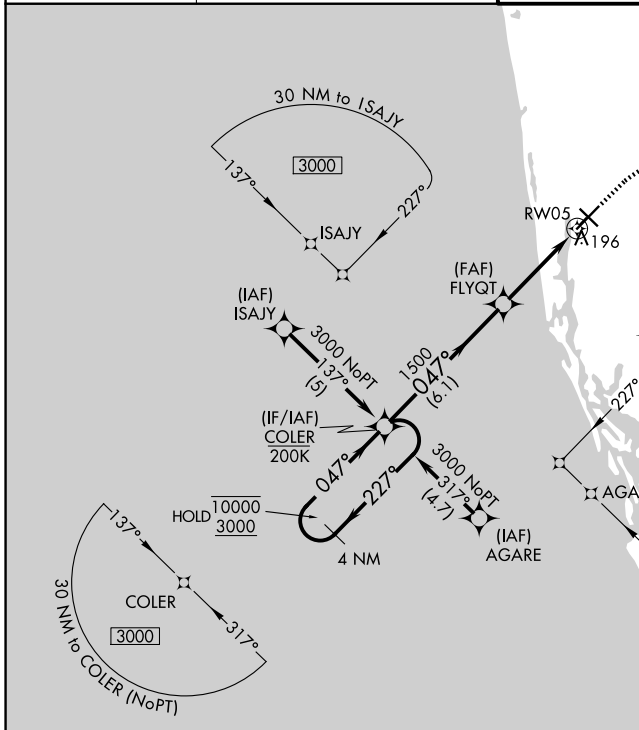 30 NM to ISAJY
3000
137°
227°
ISAJY
RW05
196
(FAF)
FLYQT
(IAF)
ISAJY
3000 NoPT
137°
(5)
1500
047°
(6.1)
(IF/IAF)
COLER
200K
227°
AGA
047°
227°
3000 NoPT
317°
(4.7)
HOLD
10000
3000
4 NM
(IAF)
AGARE
137°
COLER
317°
3000
30 NM to COLER (NoPT)